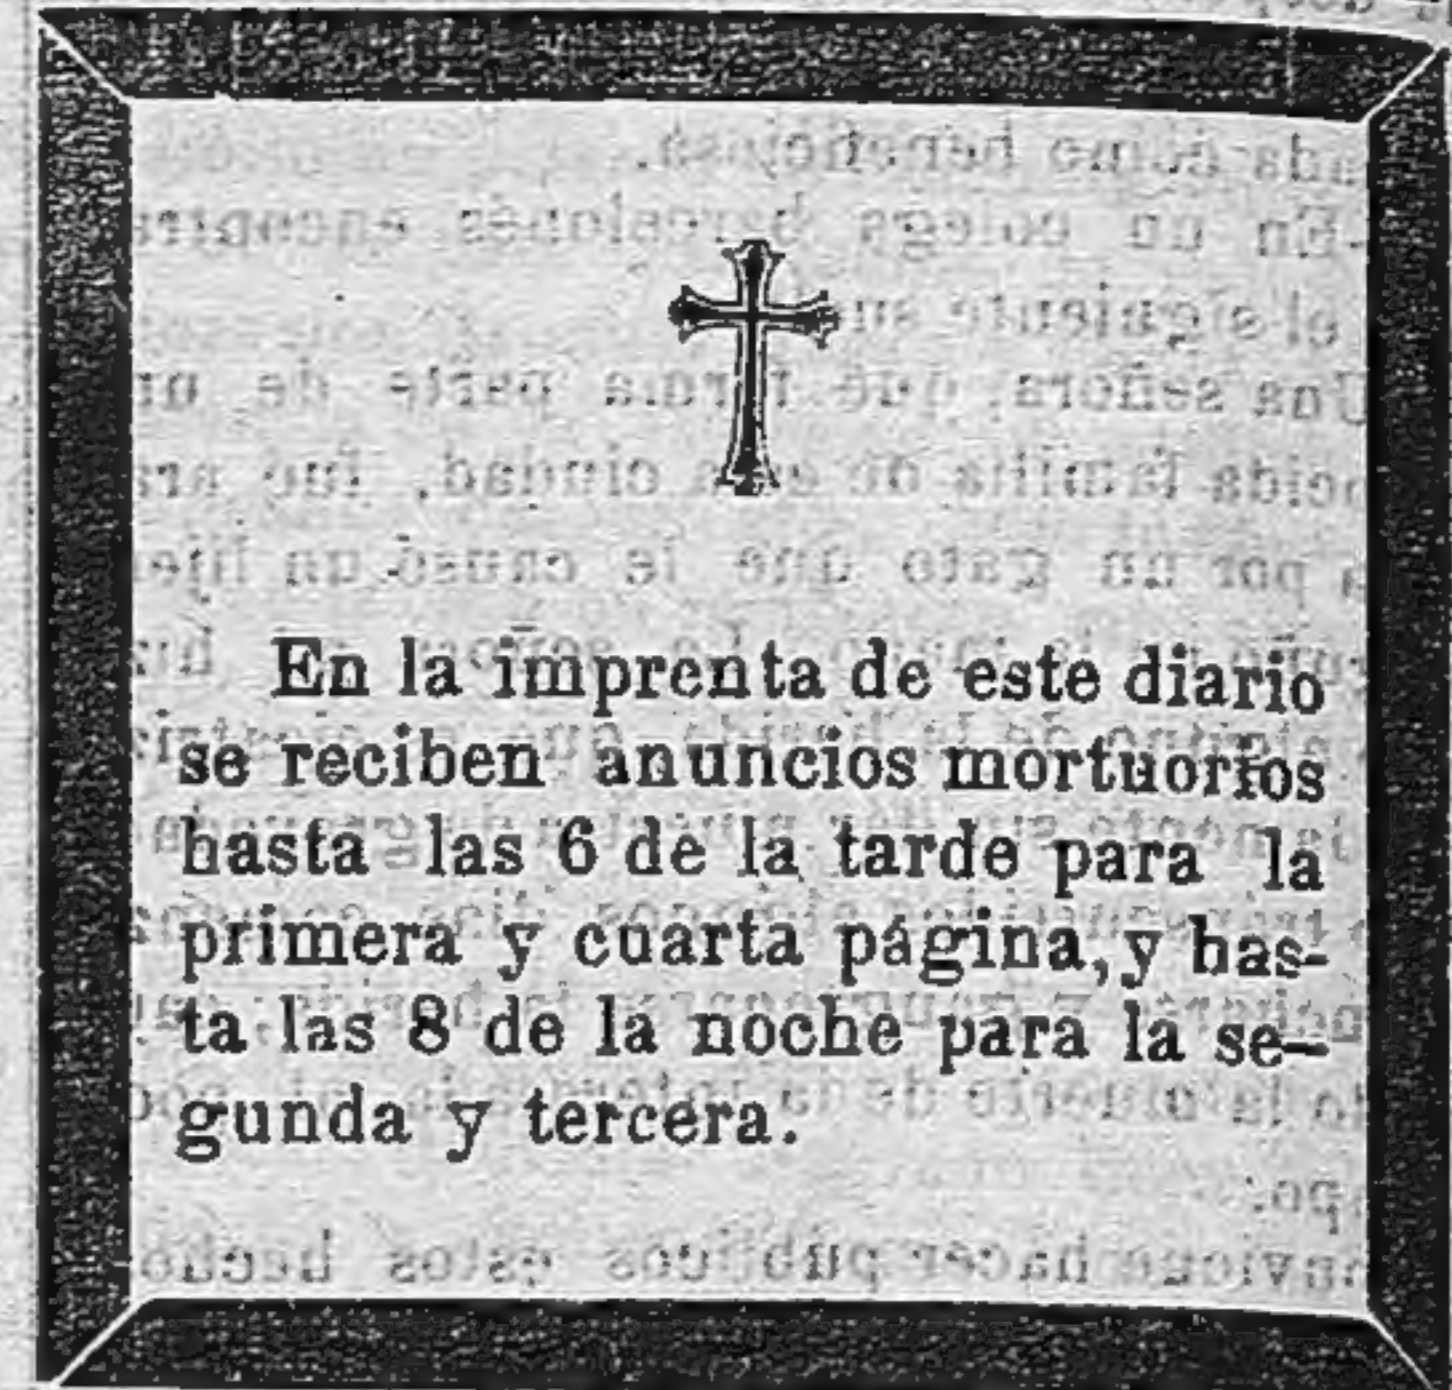 En la imprenta de este diario
se reciben anuncios mortuorios
hasta las 6 de la tarde para la
primera y cuarta página, y has-
ta las 8 de la noche para la se-
gunda y tercera.